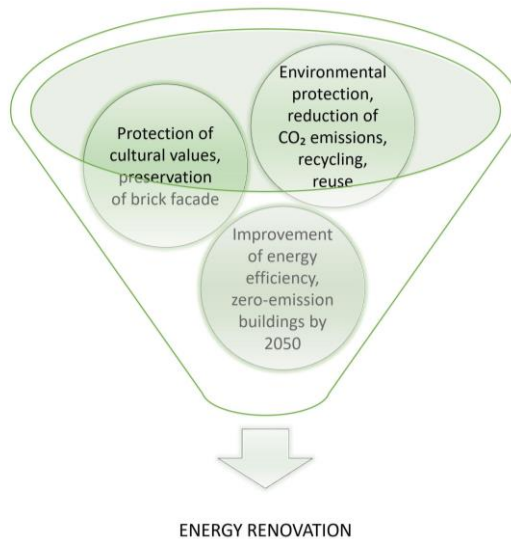 Protection of
cultural values,
preservation
of brick facade
Environmental
protection,
reduction of
CO₂ emissions,
recycling,
reuse
Improvement
of energy
efficiency,
zero-emission
buildings by
2050
ENERGY RENOVATION